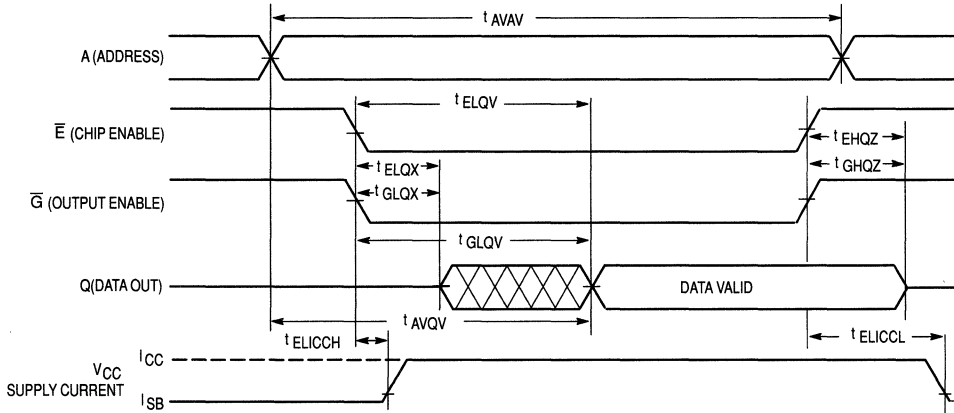 t AVAV
A (ADDRESS)
t ELQV
E̅ (CHIP ENABLE)
t EHQZ
t ELQX
t GHQZ
t GLQX
G̅ (OUTPUT ENABLE)
t GLQV
Q(DATA OUT)
DATA VALID
t AVQV
t ELICCH
t ELICCL
V CC
SUPPLY CURRENT
I CC
I SB